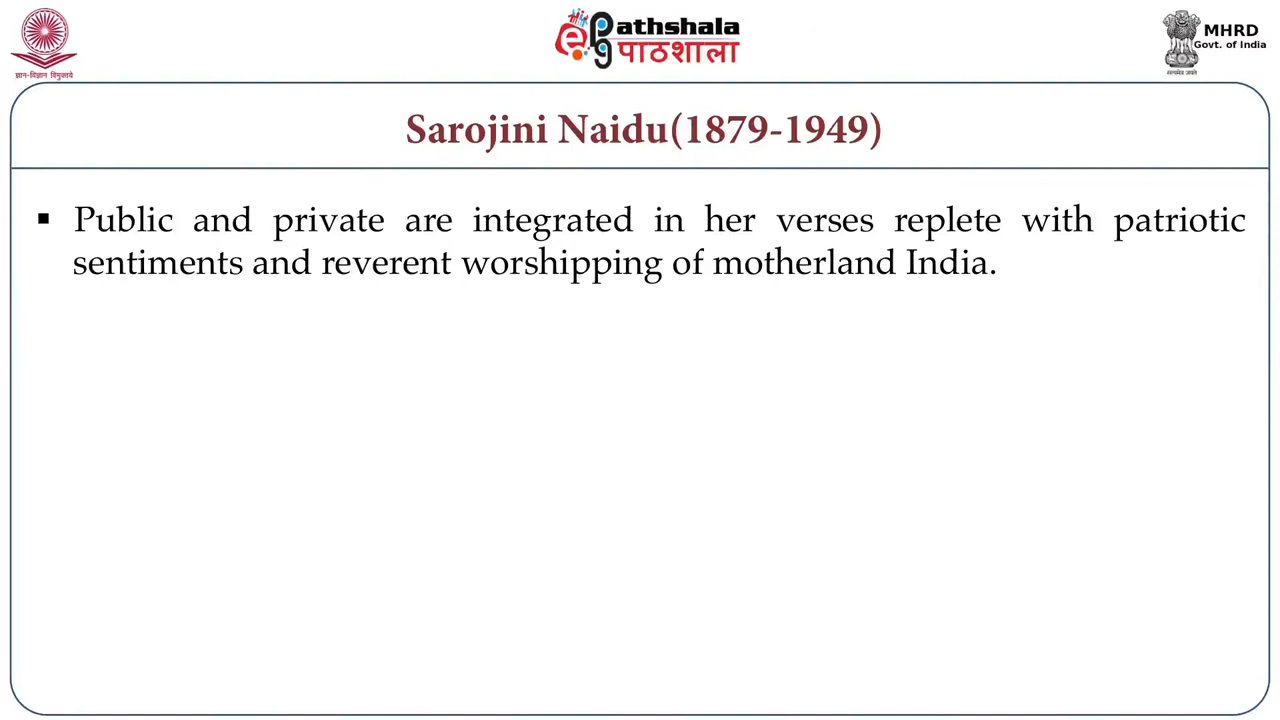 ज्ञान-विज्ञान विमुक्तये
ePG Pathshala
पाठशाला
MHRD
Govt. of India
सत्यमेव जयते
Sarojini Naidu(1879-1949)
▪ Public and private are integrated in her verses replete with patriotic
sentiments and reverent worshipping of motherland India.